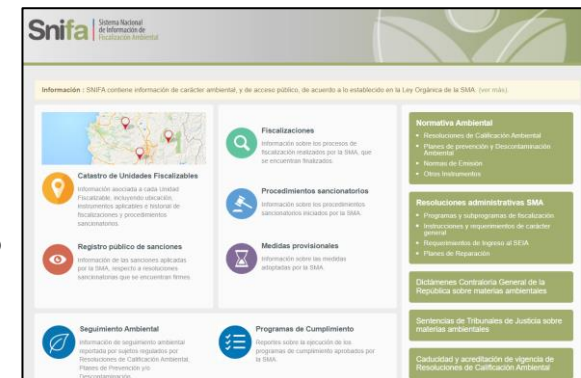 Snifa
Sistema Nacional
de Información de
Fiscalización Ambiental
Información : SNIFA contiene información de carácter ambiental, y de acceso público, de acuerdo a lo establecido en la Ley Orgánica de la SMA. (ver más).
Catastro de Unidades Fiscalizables
Información asociada a cada Unidad
Fiscalizable, incluyendo ubicación,
instrumentos aplicables e historial de
fiscalizaciones y procedimientos
sancionatorios.
Registro público de sanciones
Información de las sanciones aplicadas
por la SMA, respecto a resoluciones
sancionatorias que se encuentran firmes.
Fiscalizaciones
Información sobre los procesos de
fiscalización realizados por la SMA, que
se encuentran finalizados.
Procedimientos sancionatorios
Información sobre los procedimientos
sancionatorios iniciados por la SMA.
Medidas provisionales
Información sobre las medidas
adoptadas por la SMA.
Seguimiento Ambiental
Información de seguimiento ambiental
reportada por sujetos regulados por
Resoluciones de Calificación Ambiental,
Planes de Prevención y/o
Descontaminación
Programas de Cumplimiento
Reportes sobre la ejecución de los
programas de cumplimiento aprobados por
la SMA.
Normativa Ambiental
Resoluciones de Calificación Ambiental
Planes de prevención y Descontaminación
Ambiental
Normas de Emisión
Otros Instrumentos
Resoluciones administrativas SMA
Programas y subprogramas de fiscalización
Instrucciones y requerimientos de carácter
general
Requerimientos de Ingreso al SEIA
Planes de Reparación
Dictámenes Contraloría General de la
República sobre materias ambientales
Sentencias de Tribunales de Justicia sobre
materias ambientales
Caducidad y acreditación de vigencia de
Resoluciones de Calificación Ambiental